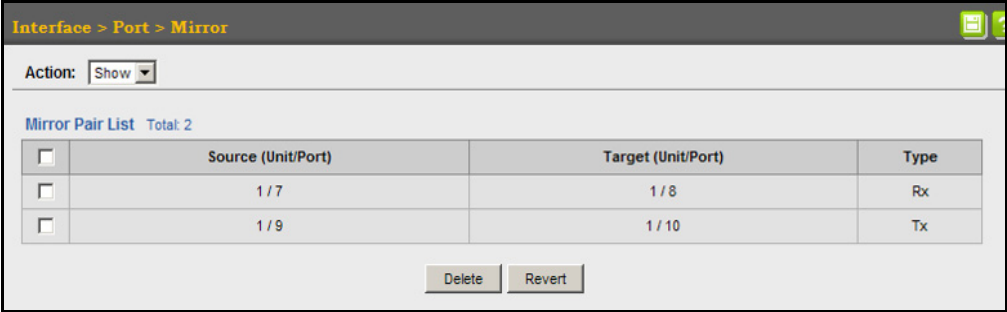 Interface > Port > Mirror
?
Action: Show
Mirror Pair List Total: 2
Source (Unit/Port) Target (Unit/Port) Type
1 / 7 1 / 8 Rx
1 / 9 1 / 10 Tx
Delete Revert